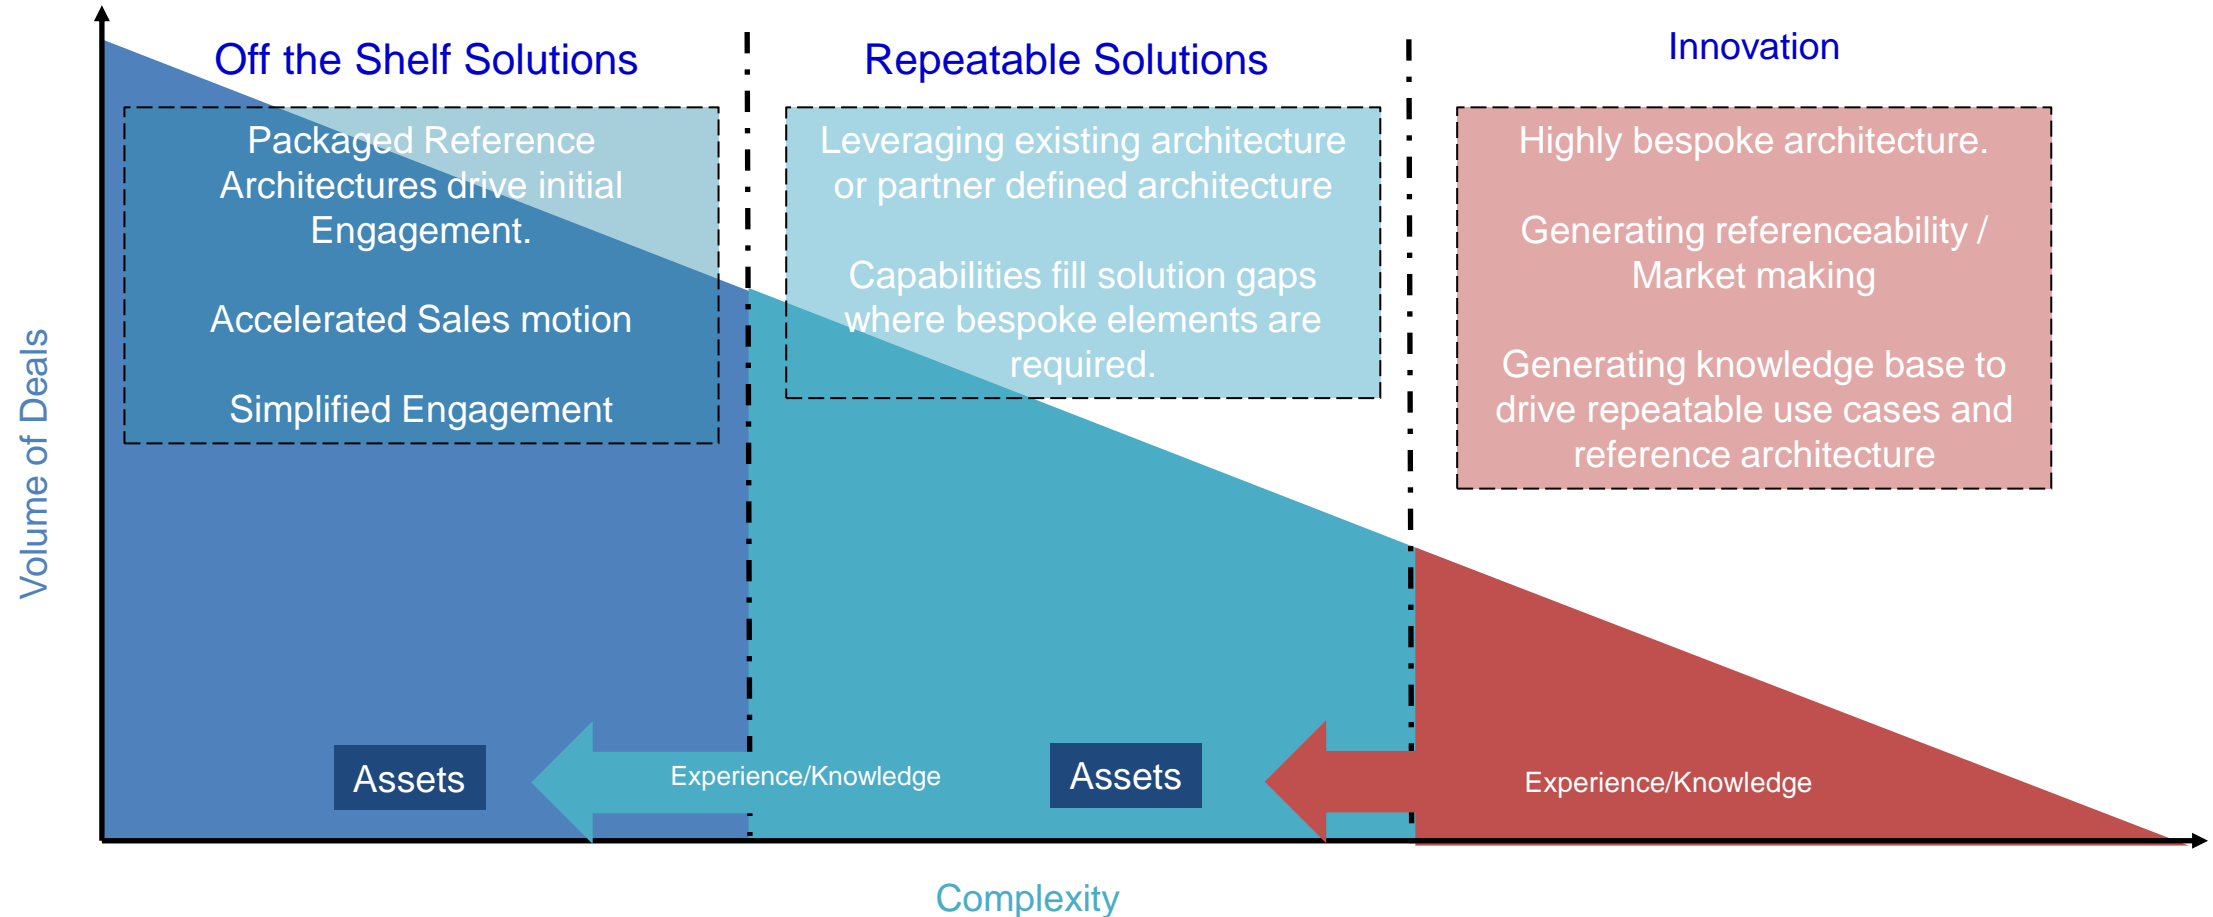 Off the Shelf Solutions
Packaged Reference
Architectures drive initial
Engagement.
Accelerated Sales motion
Simplified Engagement
Repeatable Solutions
Leveraging existing architecture
or partner defined architecture
Capabilities fill solution gaps
where bespoke elements are
required.
Innovation
Highly bespoke architecture.
Generating referenceability /
Market making
Generating knowledge base to
drive repeatable use cases and
reference architecture
Volume of Deals
Assets
Experience/Knowledge
Assets
Experience/Knowledge
Complexity